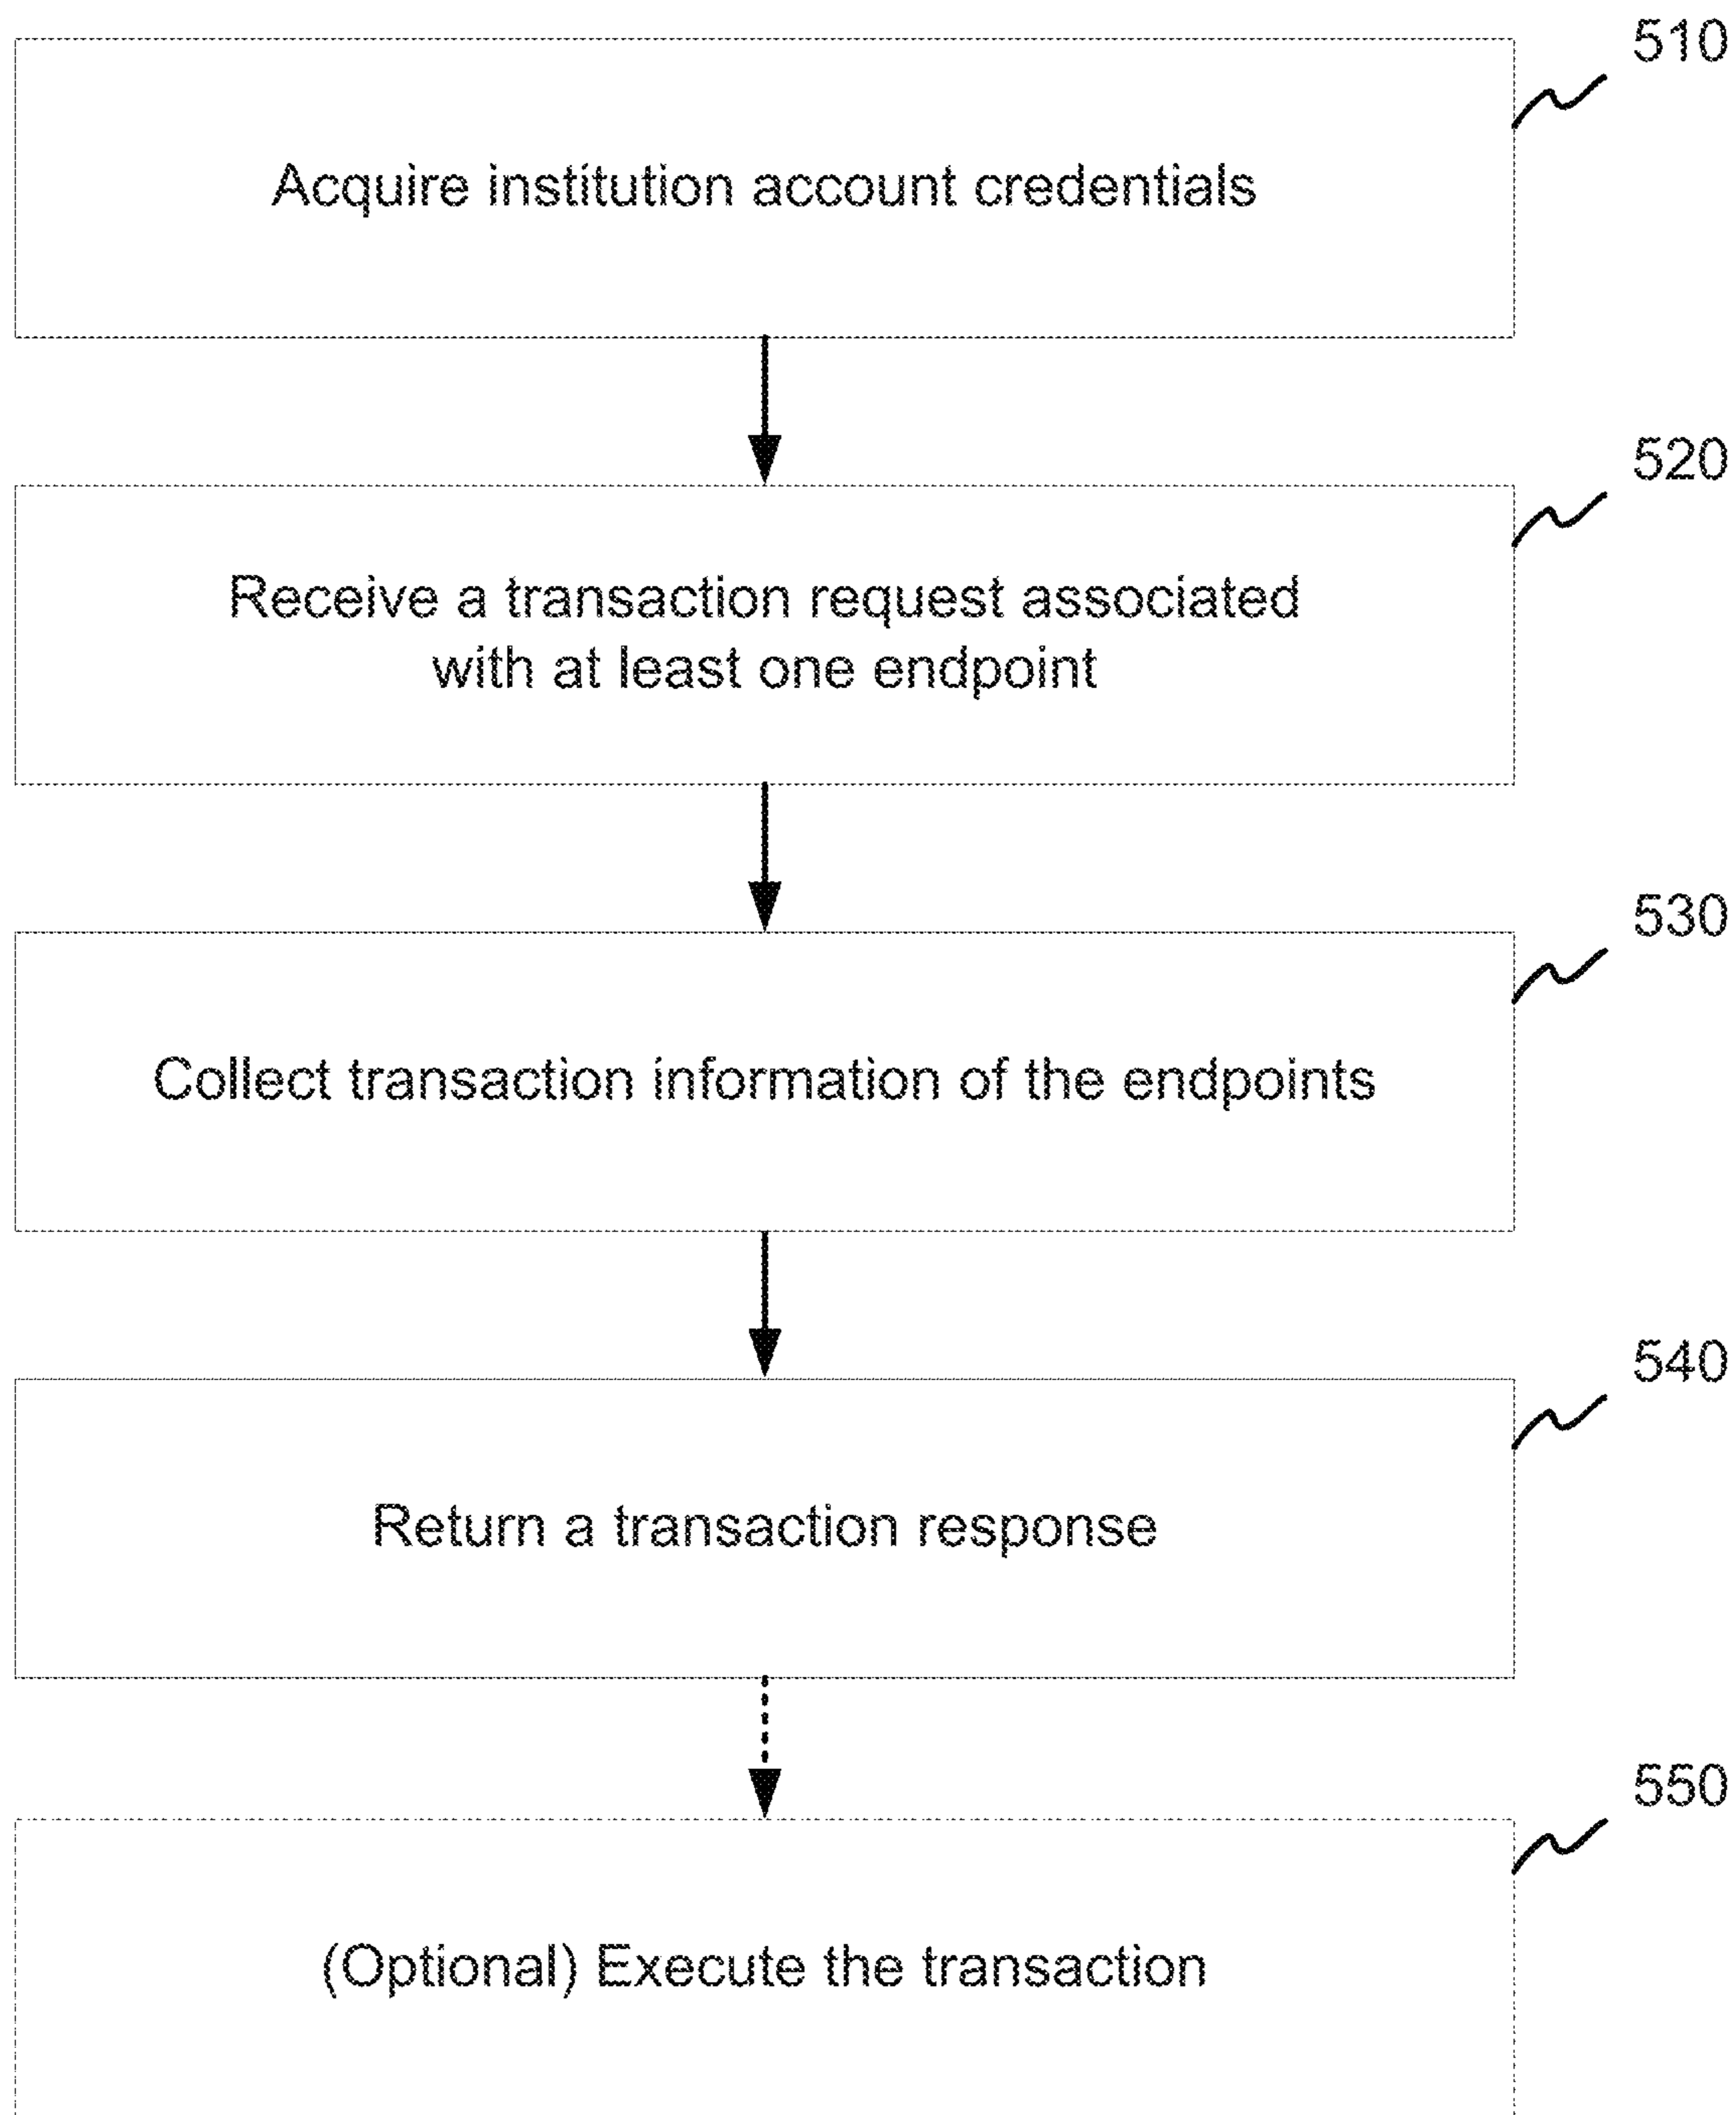 510
Acquire institution account credentials
520
Receive a transaction request associated
with at least one endpoint
530
Collect transaction information of the endpoints
540
Return a transaction response
550
(Optional) Execute the transaction